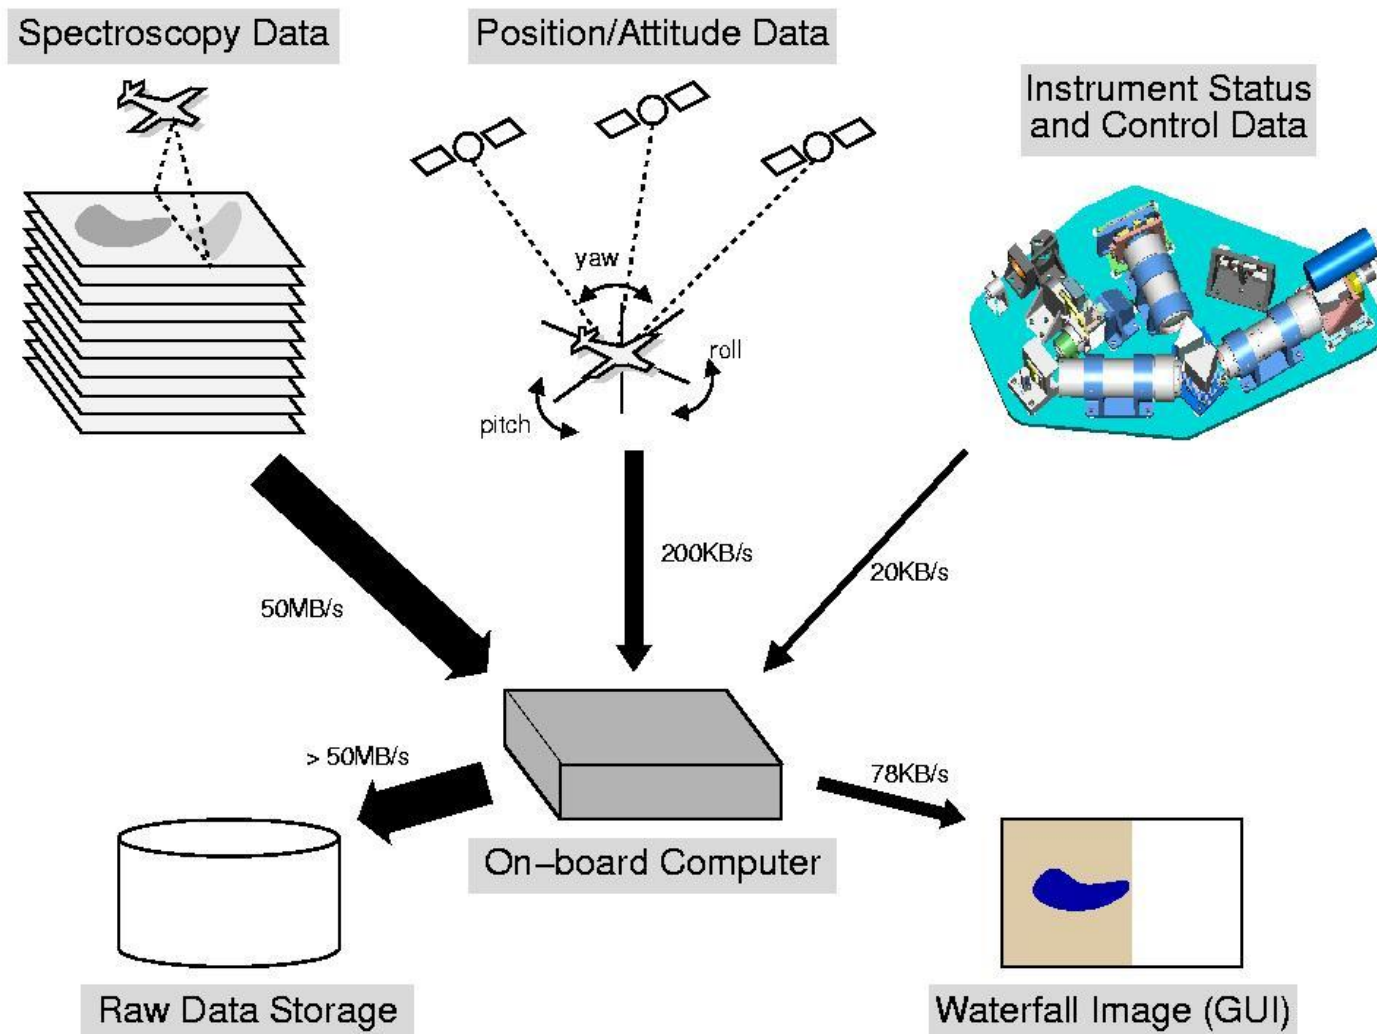 Spectroscopy Data
Position/Attitude Data
Instrument Status
and Control Data
yaw
roll
pitch
50MB/s
200KB/s
20KB/s
> 50MB/s
78KB/s
On–board Computer
Raw Data Storage
Waterfall Image (GUI)